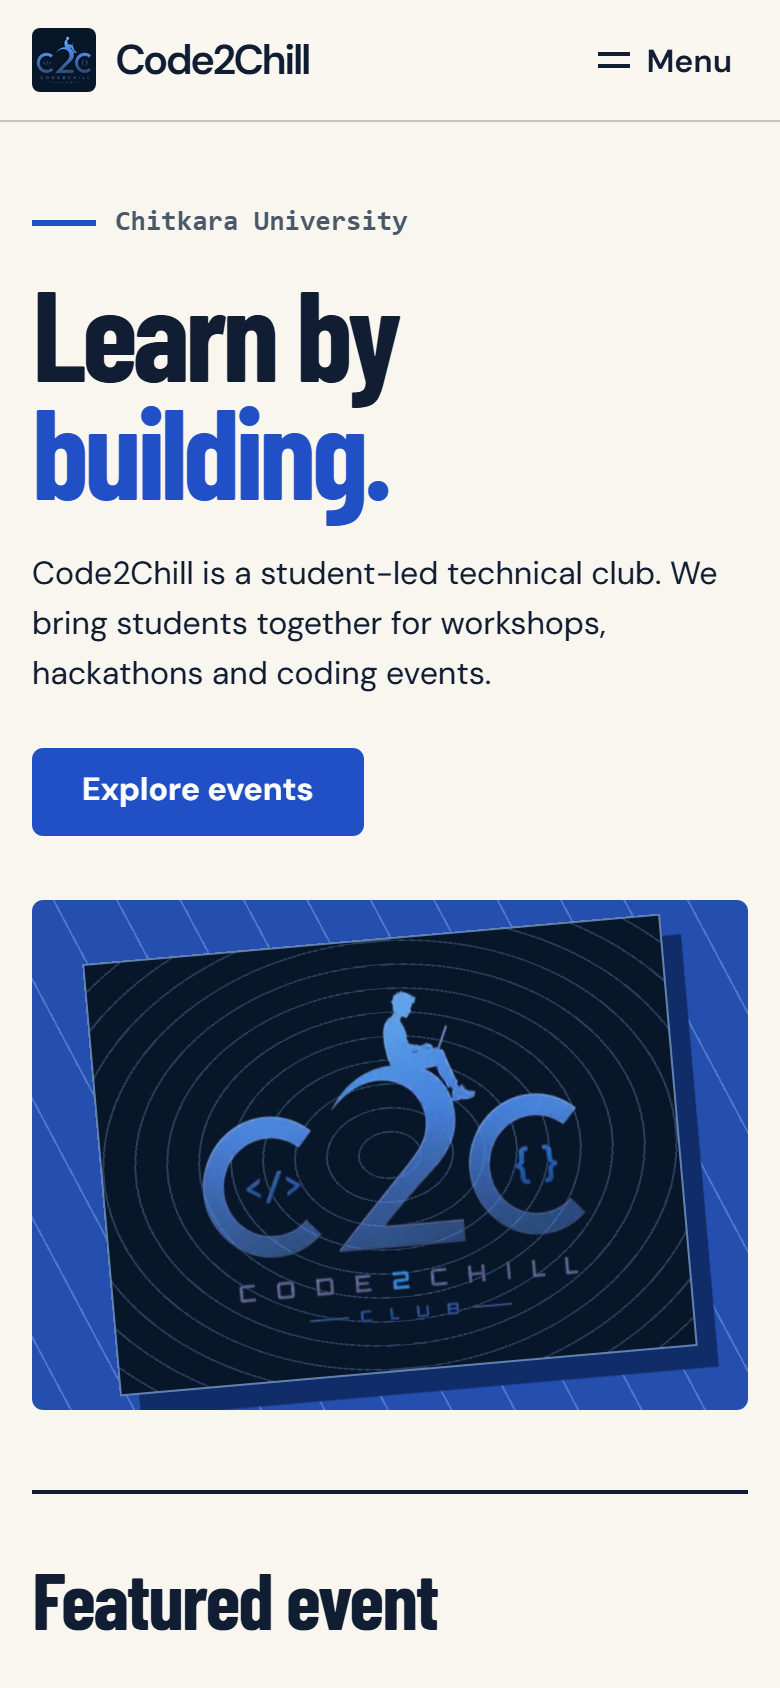 C2C
Code2Chill
Menu
Chitkara University
Learn by
building.
Code2Chill is a student-led technical club. We
bring students together for workshops,
hackathons and coding events.
Explore events
C2C
</>
{ }
CODE2CHILL
CLUB
Featured event